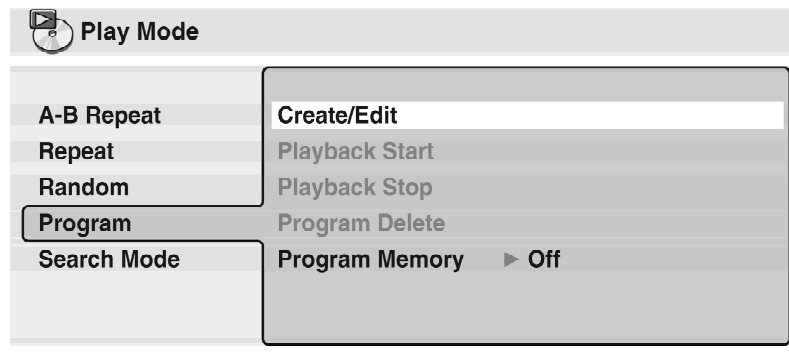 Play Mode
A-B Repeat
Repeat
Random
Program
Search Mode
Create/Edit
Playback Start
Playback Stop
Program Delete
Program Memory ► Off